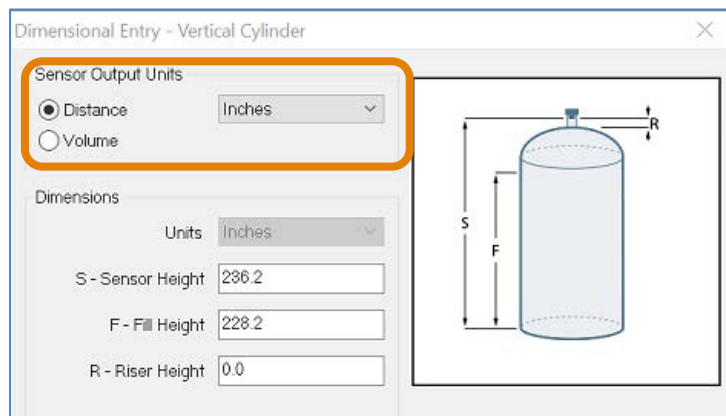 Dimensional Entry - Vertical Cylinder
Sensor Output Units
Distance Inches
Volume
Dimensions
Units Inches
S - Sensor Height 236.2
F - Fill Height 228.2
R - Riser Height 0.0
R
S
F